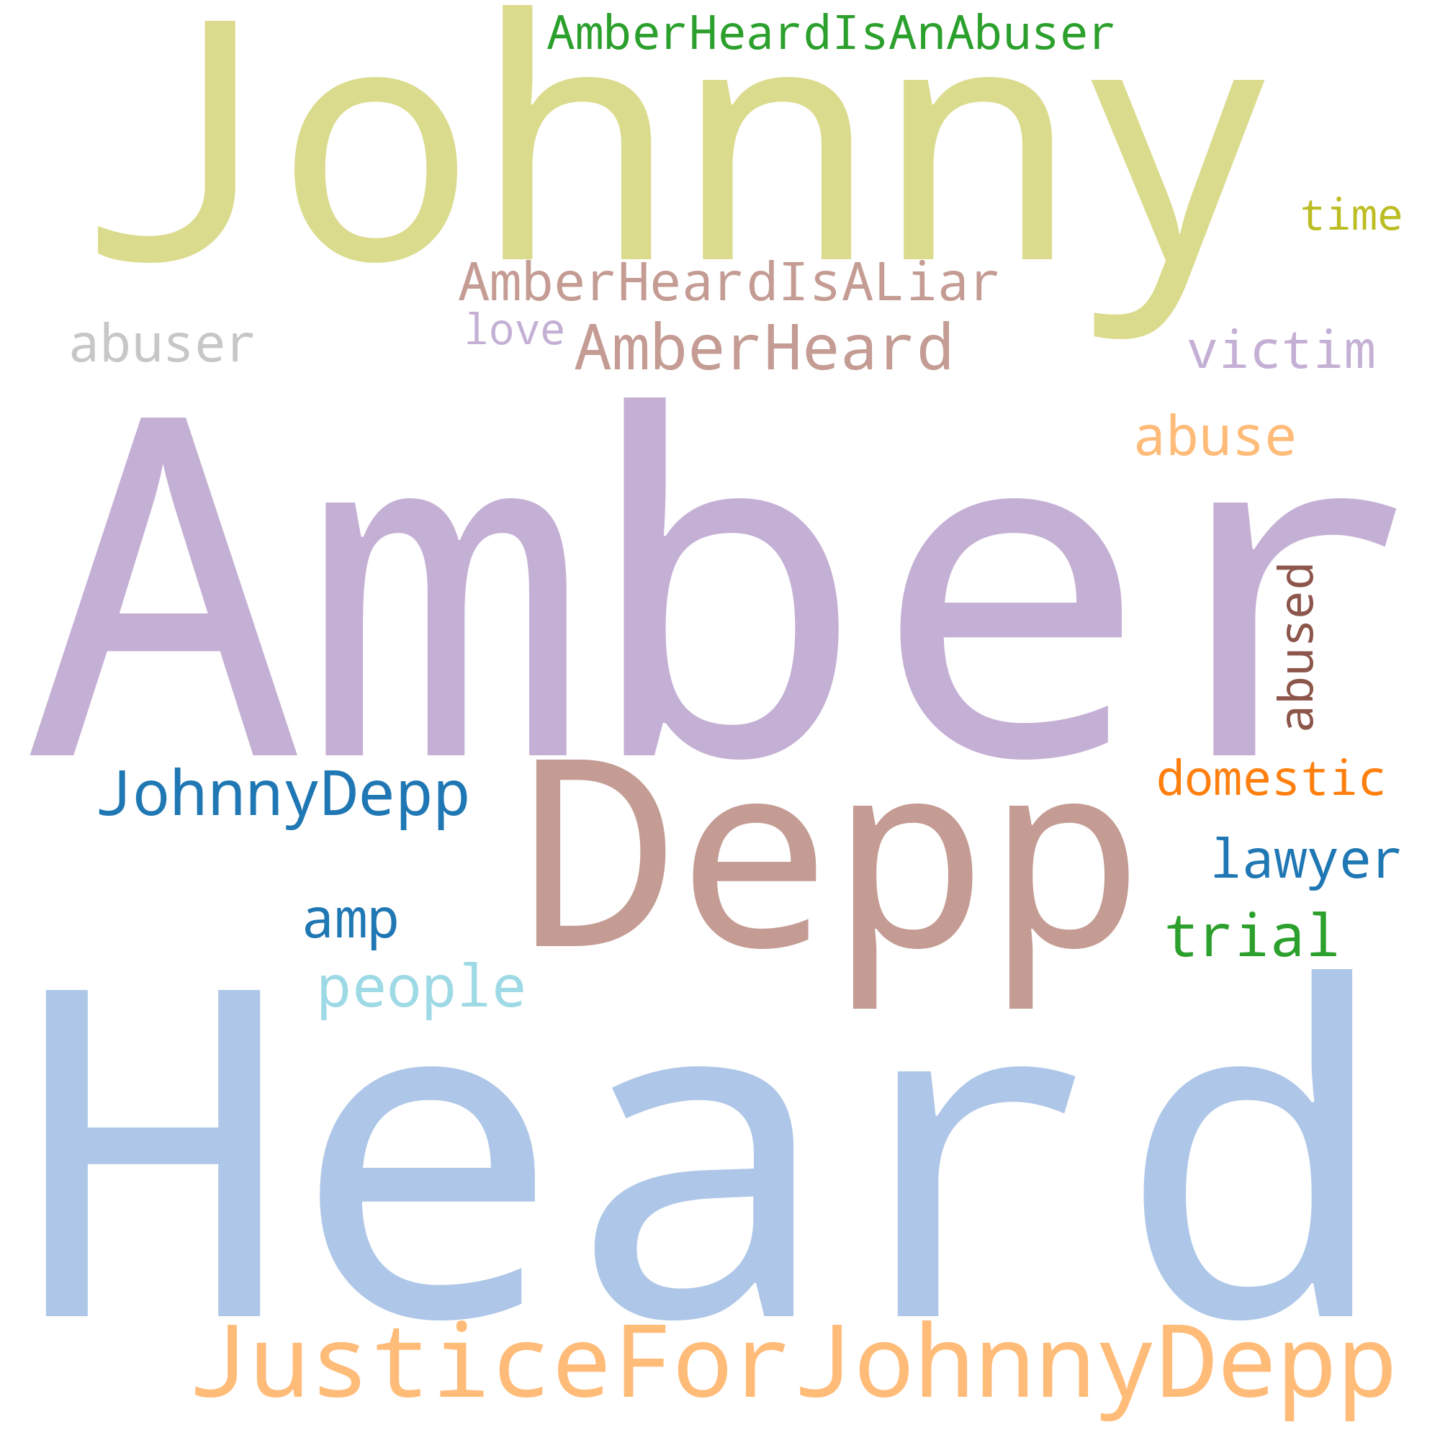 AmberHeardIsAnAbuser
Johnny
time
AmberHeardIsALiar
abuser
love
AmberHeard
victim
abuse
Amber
abused
JohnnyDepp
Depp
domestic
lawyer
amp
trial
people
Heard
JusticeForJohnnyDepp